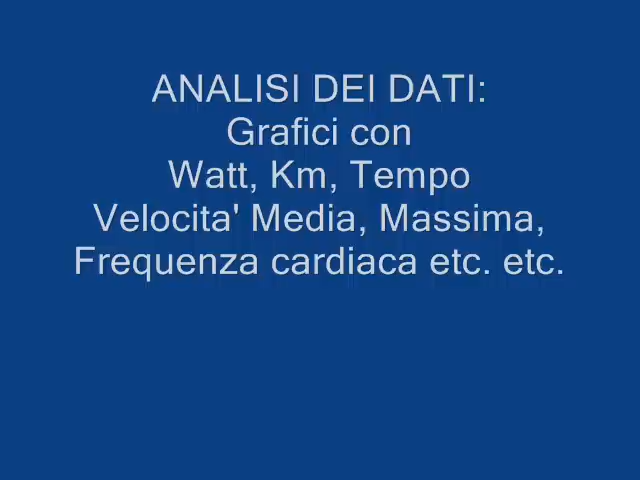 ANALISI DEI DATI:
Grafici con
Watt, Km, Tempo
Velocita' Media, Massima,
Frequenza cardiaca etc. etc.